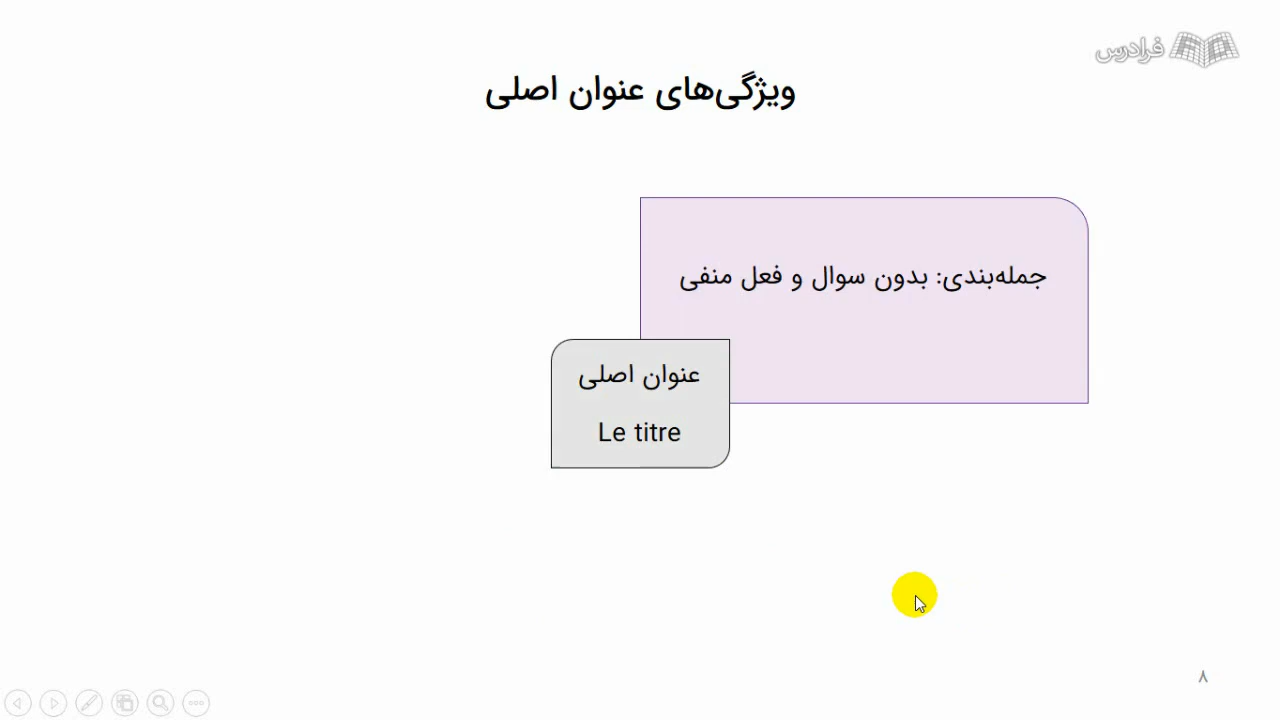 فرادرس
ویژگی‌های عنوان اصلی
جمله‌بندی: بدون سوال و فعل منفی
عنوان اصلی
Le titre
۸